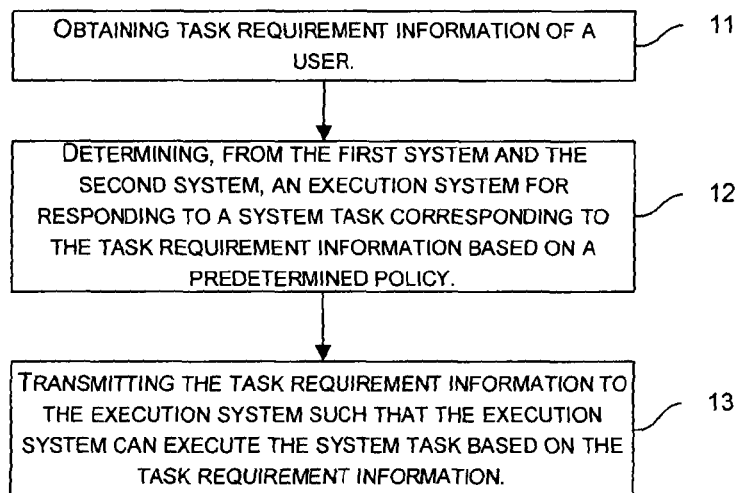 OBTAINING TASK REQUIREMENT INFORMATION OF A
USER.
11
DETERMINING, FROM THE FIRST SYSTEM AND THE
SECOND SYSTEM, AN EXECUTION SYSTEM FOR
RESPONDING TO A SYSTEM TASK CORRESPONDING TO
THE TASK REQUIREMENT INFORMATION BASED ON A
PREDETERMINED POLICY.
12
TRANSMITTING THE TASK REQUIREMENT INFORMATION TO
THE EXECUTION SYSTEM SUCH THAT THE EXECUTION
SYSTEM CAN EXECUTE THE SYSTEM TASK BASED ON THE
TASK REQUIREMENT INFORMATION.
13